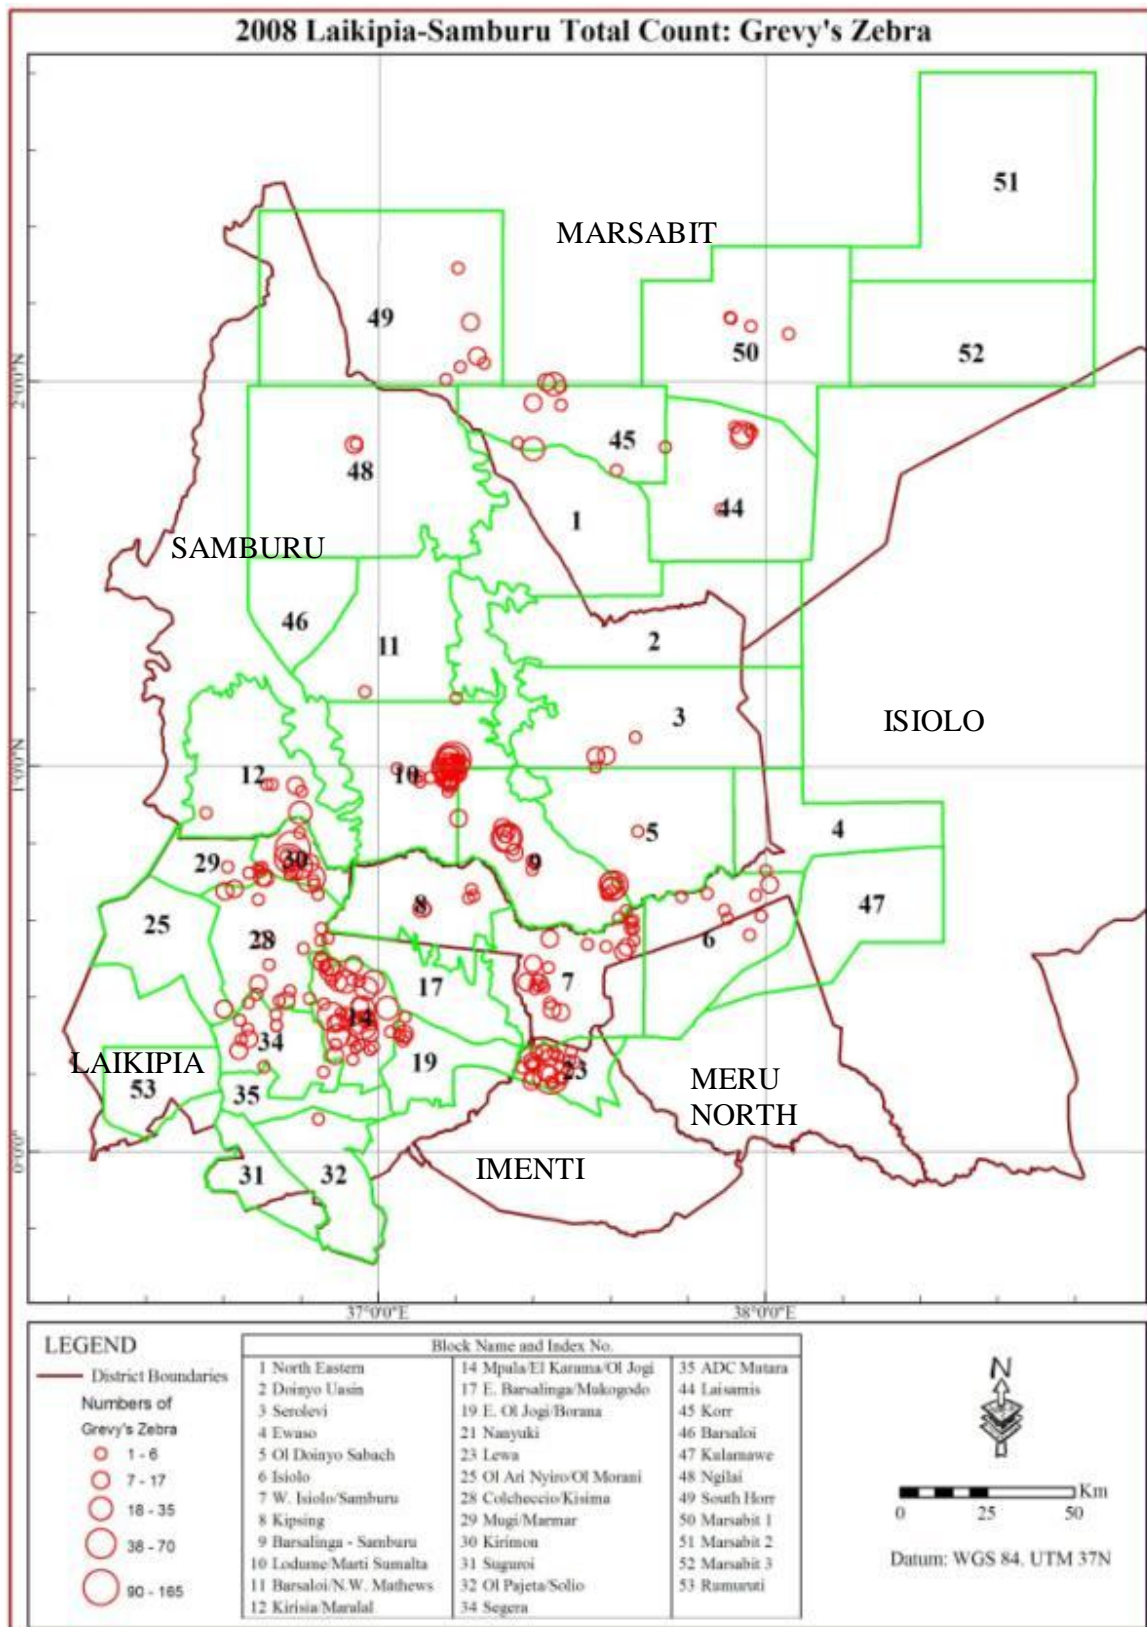 2008 Laikipia-Samburu Total Count: Grevy's Zebra
51
MARSABIT
49
50
52
2°0'0"N
45
48
44
1
SAMBURU
46
11
2
3
ISIOLO
1°0'0"N
12
10
5
4
29
30
9
8
25
47
28
6
17
7
14
34
LAIKIPIA
19
23
53
35
MERU
NORTH
0°0'0"
31
32
IMENTI
37°0'0"E
38°0'0"E
LEGEND
District Boundaries
Numbers of
Grevy's Zebra
1 - 6
7 - 17
18 - 35
38 - 70
90 - 165
Block Name and Index No.
1 North Eastern
2 Doinyo Uasin
3 Serolevi
4 Ewaso
5 Ol Doinyo Sabach
6 Isiolo
7 W. Isiolo/Samburu
8 Kipsing
9 Barsalinga - Samburu
10 Lodume/Marti Sumalta
11 Barsaloi/N.W. Mathews
12 Kirisia/Maralal
14 Mpala/El Karama/Ol Jogi
17 E. Barsalinga/Makogodo
19 E. Ol Jogi/Borana
21 Nanyuki
23 Lewa
25 Ol Ari Nyiro/Ol Morani
28 Colcheccio/Kisima
29 Mugi/Marmar
30 Kirimon
31 Suguroi
32 Ol Pajeta/Solio
34 Segera
35 ADC Mutara
44 Laisamis
45 Korr
46 Barsaloi
47 Kulamawe
48 Ngilai
49 South Horr
50 Marsabit 1
51 Marsabit 2
52 Marsabit 3
53 Rumuruti
N
Km
0 25 50
Datum: WGS 84, UTM 37N